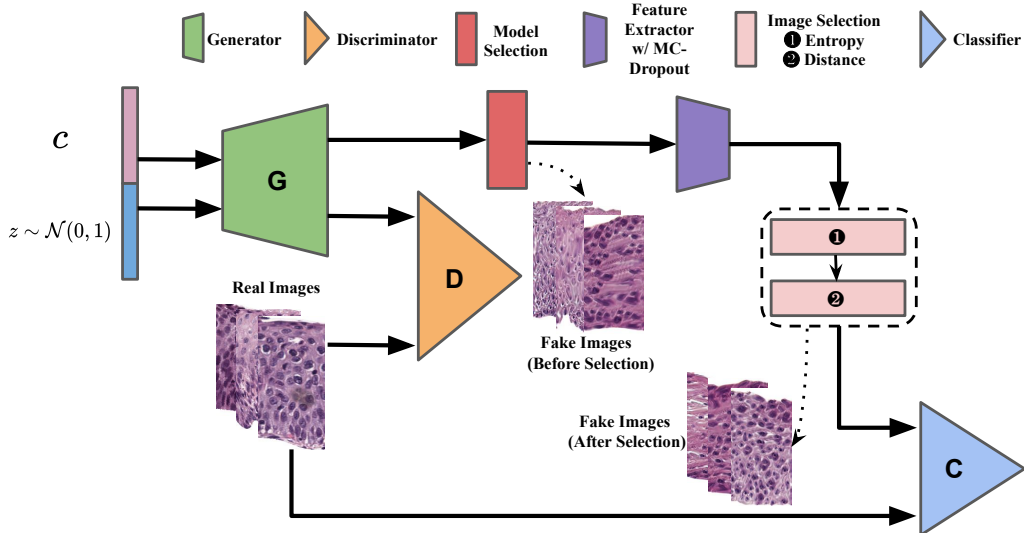 Generator
Discriminator
Model
Selection
Feature
Extractor
w/ MC-
Dropout
Image Selection
❶ Entropy
❷ Distance
Classifier
c
z ∼ 𝒩(0, 1)
G
D
❶
❷
Real Images
Fake Images
(Before Selection)
Fake Images
(After Selection)
C